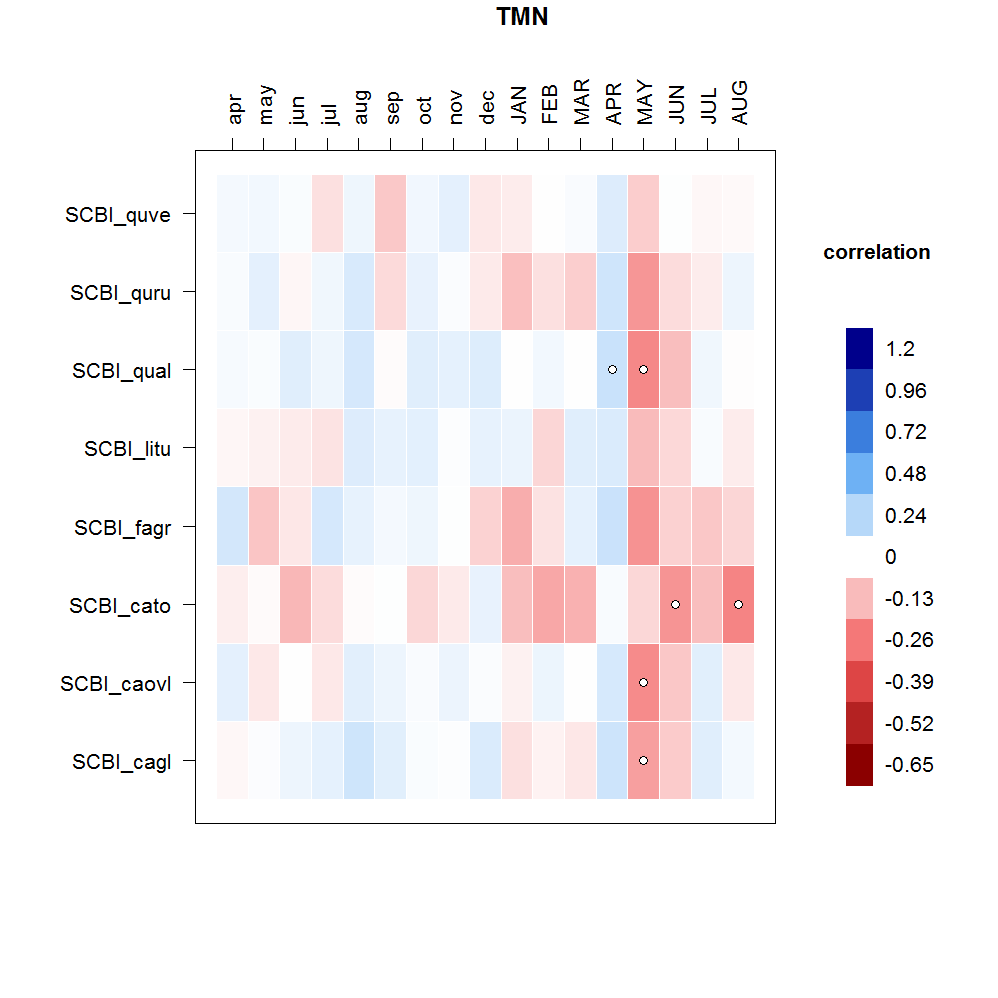 TMN
apr
may
jun
jul
aug
sep
oct
nov
dec
JAN
FEB
MAR
APR
MAY
JUN
JUL
AUG
SCBI_quve
SCBI_quru
SCBI_qual
SCBI_litu
SCBI_fagr
SCBI_cato
SCBI_caovl
SCBI_cagl
correlation
1.2
0.96
0.72
0.48
0.24
0
-0.13
-0.26
-0.39
-0.52
-0.65